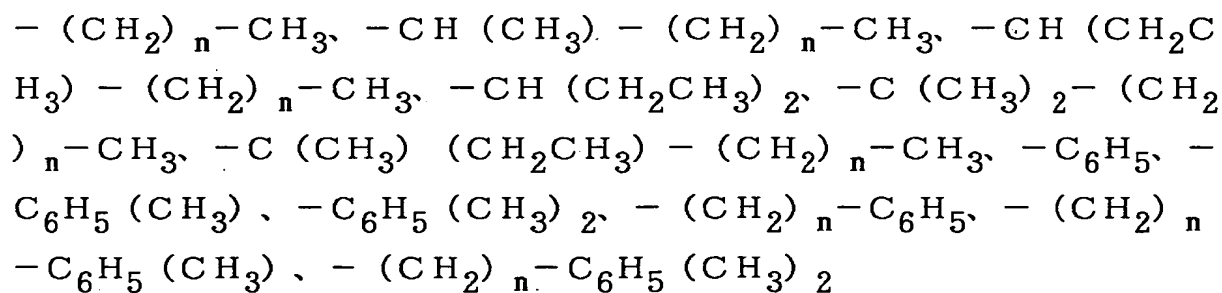 －(CH₂)ₙ－CH₃、－CH(CH₃)－(CH₂)ₙ－CH₃、－CH(CH₂C
H₃)－(CH₂)ₙ－CH₃、－CH(CH₂CH₃)₂、－C(CH₃)₂－(CH₂
)ₙ－CH₃、－C(CH₃)(CH₂CH₃)－(CH₂)ₙ－CH₃、－C₆H₅、－
C₆H₅(CH₃)、－C₆H₅(CH₃)₂、－(CH₂)ₙ－C₆H₅、－(CH₂)ₙ
－C₆H₅(CH₃)、－(CH₂)ₙ－C₆H₅(CH₃)₂